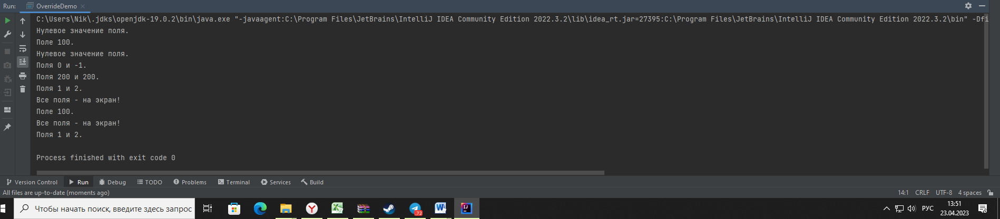 Run: OverrideDemo
C:\Users\Nik\.jdks\openjdk-19.0.2\bin\java.exe "-javaagent:C:\Program Files\JetBrains\IntelliJ IDEA Community Edition 2022.3.2\lib\idea_rt.jar=27395:C:\Program Files\JetBrains\IntelliJ IDEA Community Edition 2022.3.2\bin" -Dfi
Нулевое значение поля.
Поле 100.
Нулевое значение поля.
Поля 0 и -1.
Поля 200 и 200.
Поля 1 и 2.
Все поля - на экран!
Поле 100.
Все поля - на экран!
Поля 1 и 2.
Process finished with exit code 0
Version Control Run Debug TODO Problems Terminal Services Build
All files are up-to-date (moments ago) 14:1 CRLF UTF-8 4 spaces
Чтобы начать поиск, введите здесь запрос 72 РУС 13:51
23.04.2023